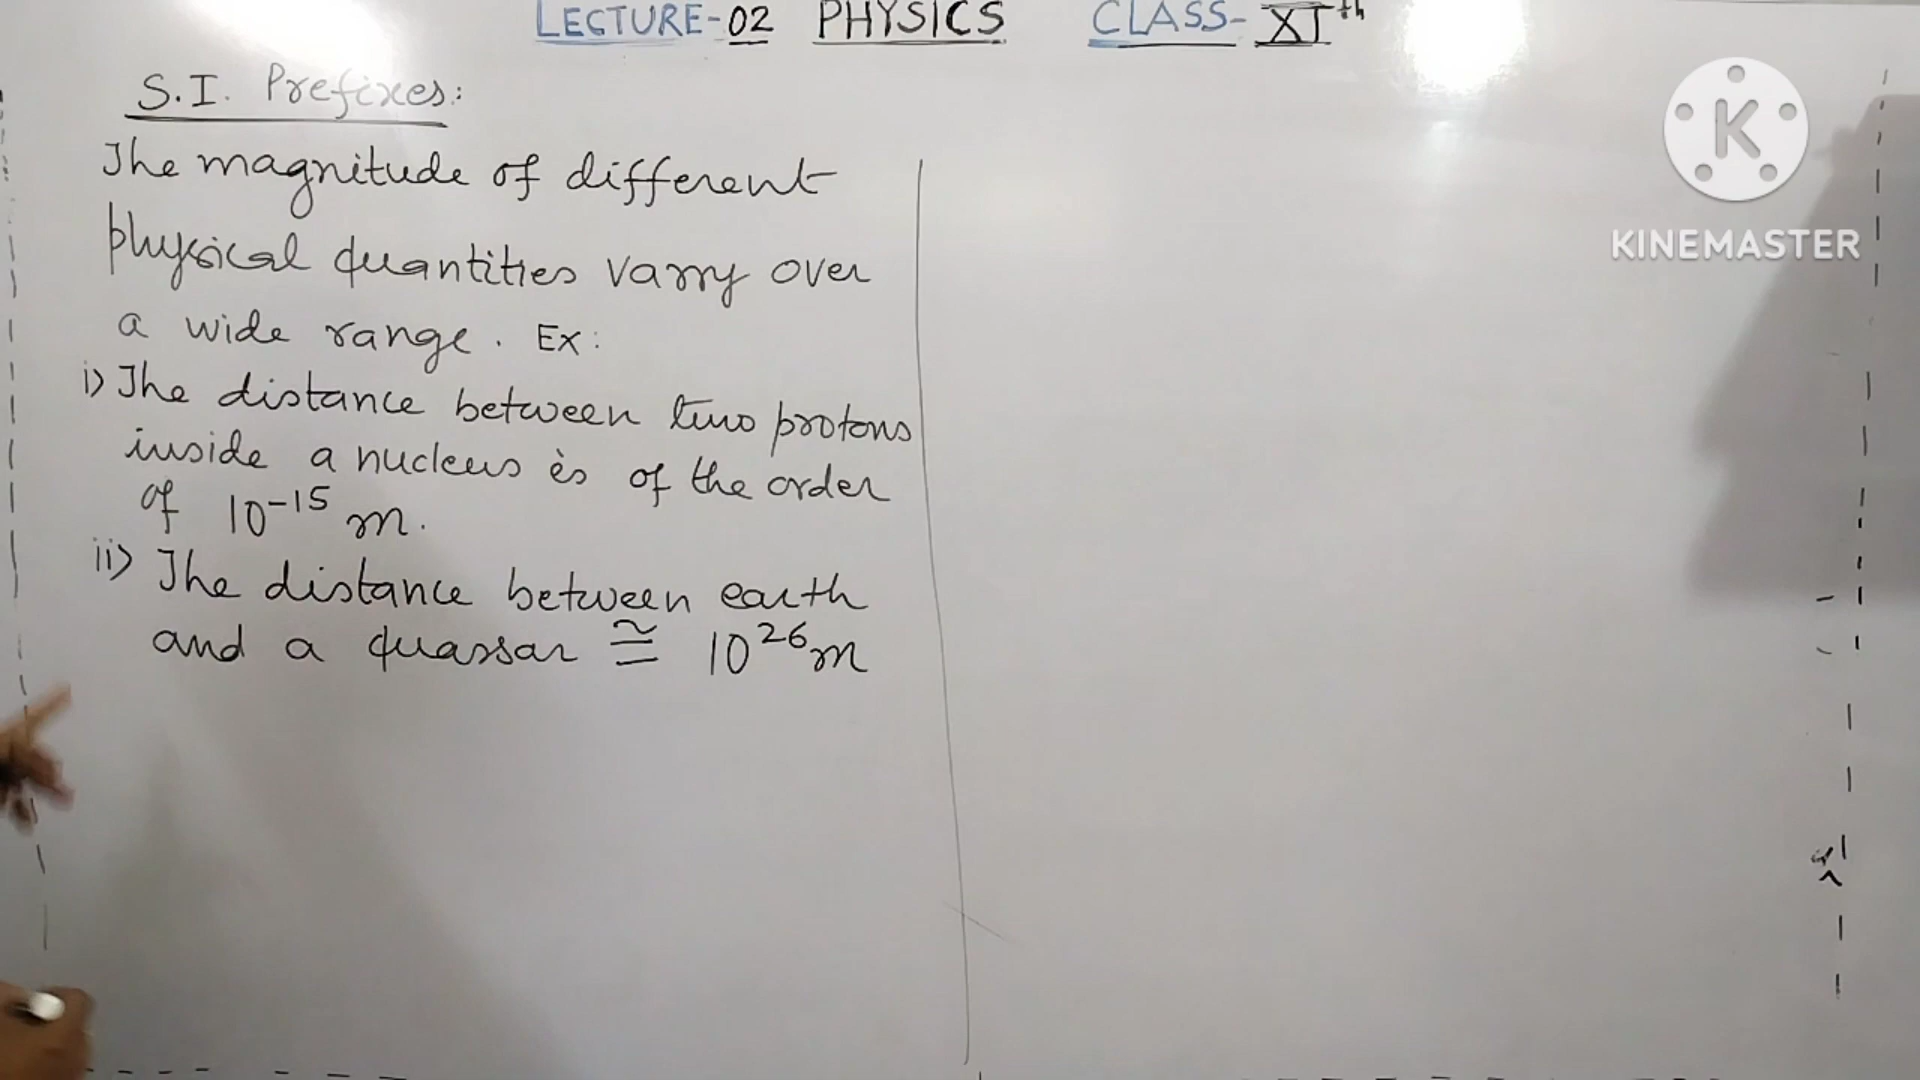 LECTURE-02 PHYSICS CLASS-XIth
S.I. Prefixes:
The magnitude of different
physical quantities varry over
a wide range. Ex:
i) The distance between two protons
inside a nucleus is of the order
of 10^-15 m.
ii) The distance between earth
and a quassar ≅ 10^26 m
KINEMASTER